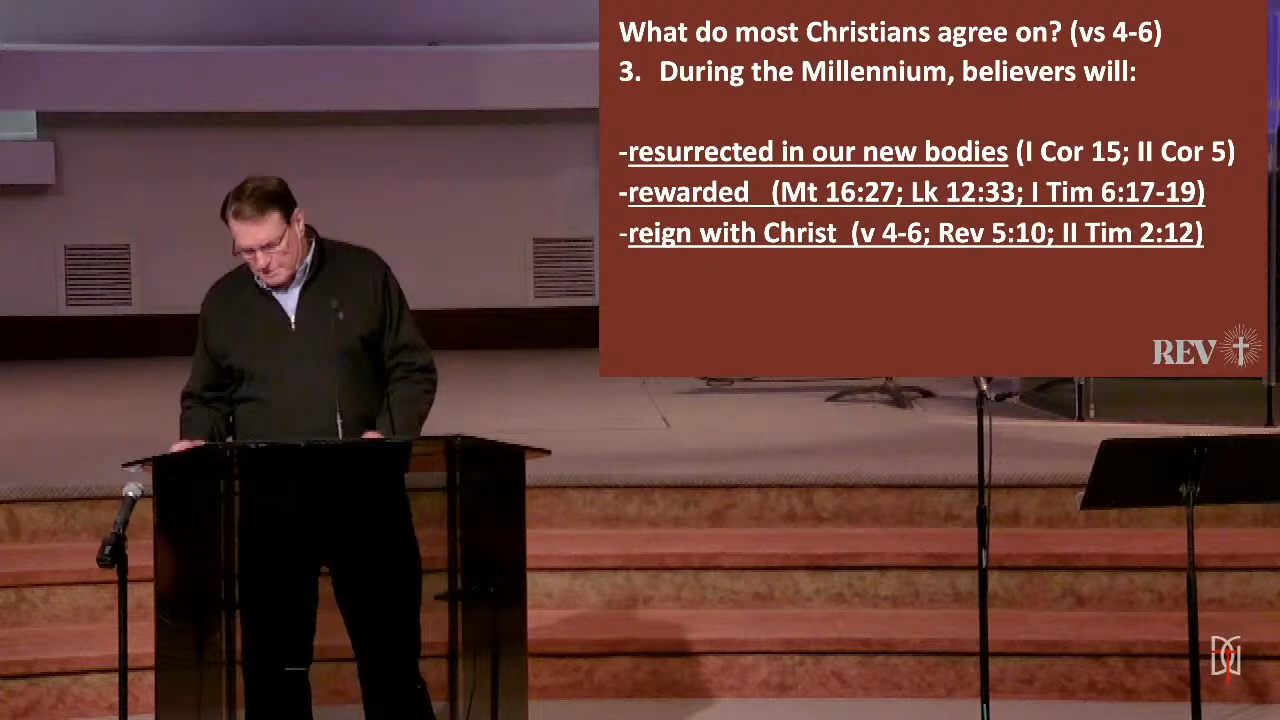 What do most Christians agree on? (vs 4-6)
3. During the Millennium, believers will:
-resurrected in our new bodies (I Cor 15; II Cor 5)
-rewarded (Mt 16:27; Lk 12:33; I Tim 6:17-19)
-reign with Christ (v 4-6; Rev 5:10; II Tim 2:12)
REV